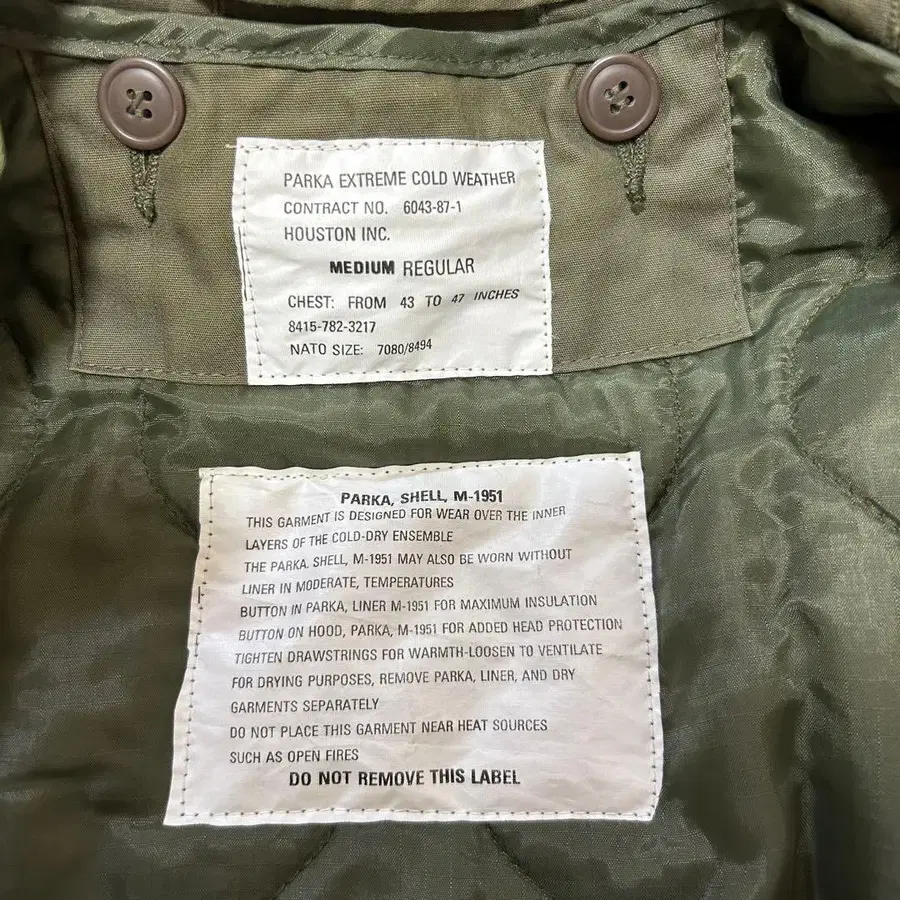 PARKA EXTREME COLD WEATHER
CONTRACT NO. 6043-87-1
HOUSTON INC.
MEDIUM REGULAR
CHEST: FROM 43 TO 47 INCHES
8415-782-3217
NATO SIZE: 7080/8494
PARKA, SHELL, M-1951
THIS GARMENT IS DESIGNED FOR WEAR OVER THE INNER
LAYERS OF THE COLD-DRY ENSEMBLE
THE PARKA. SHELL, M-1951 MAY ALSO BE WORN WITHOUT
LINER IN MODERATE, TEMPERATURES
BUTTON IN PARKA, LINER M-1951 FOR MAXIMUM INSULATION
BUTTON ON HOOD, PARKA, M-1951 FOR ADDED HEAD PROTECTION
TIGHTEN DRAWSTRINGS FOR WARMTH-LOOSEN TO VENTILATE
FOR DRYING PURPOSES, REMOVE PARKA, LINER, AND DRY
GARMENTS SEPARATELY
DO NOT PLACE THIS GARMENT NEAR HEAT SOURCES
SUCH AS OPEN FIRES
DO NOT REMOVE THIS LABEL